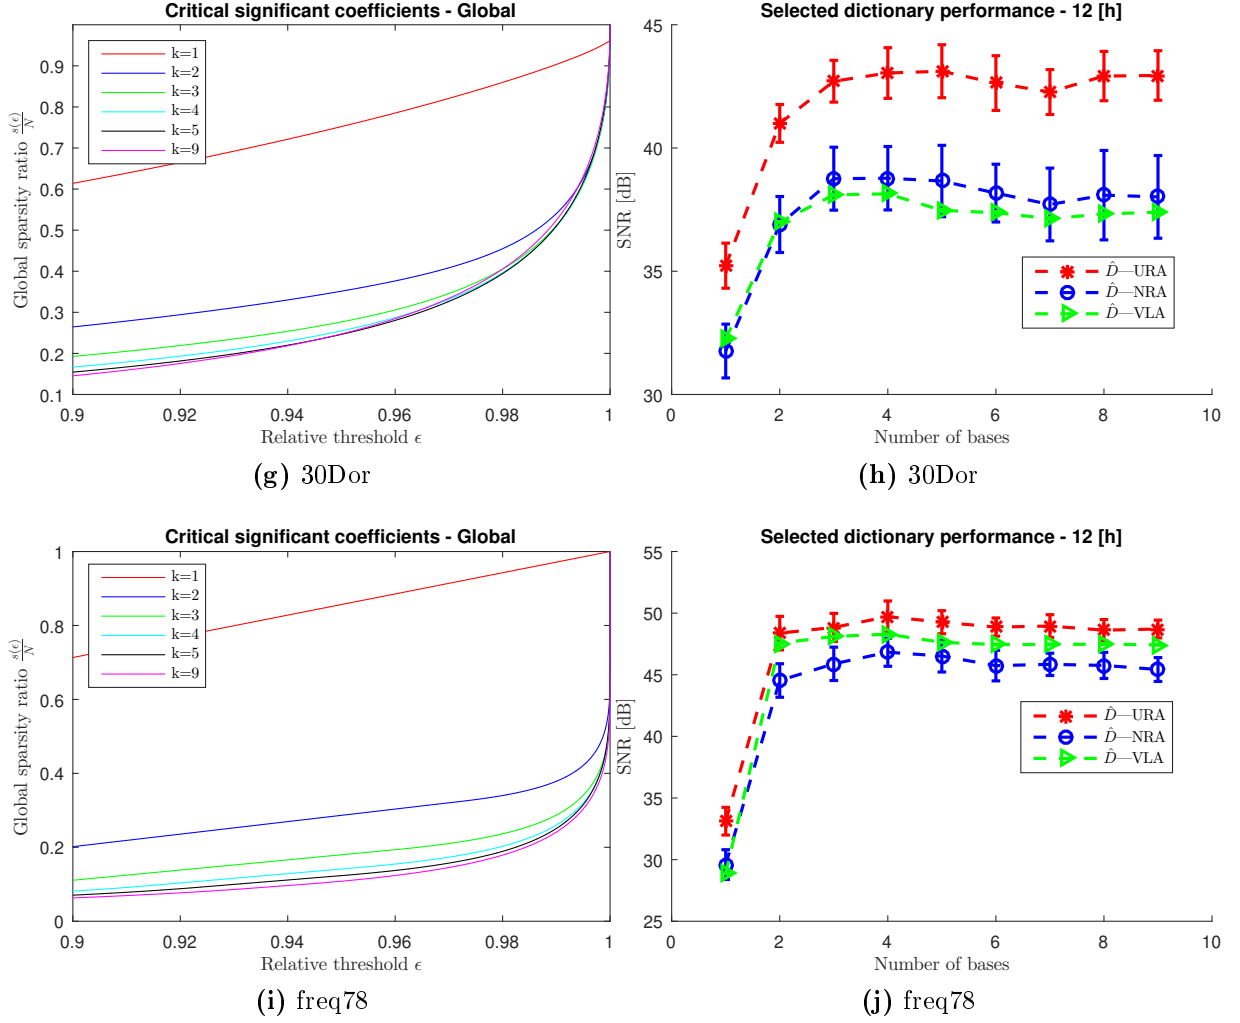 Critical significant coefficients - Global
Global sparsity ratio s(ϵ)/N
0.9
0.8
0.7
0.6
0.5
0.4
0.3
0.2
0.1
k=1
k=2
k=3
k=4
k=5
k=9
0.9 0.92 0.94 0.96 0.98 1
Relative threshold ϵ
(g) 30Dor
Selected dictionary performance - 12 [h]
SNR [dB]
45
40
35
30
D̂—URA
D̂—NRA
D̂—VLA
0 2 4 6 8 10
Number of bases
(h) 30Dor
Critical significant coefficients - Global
Global sparsity ratio s(ϵ)/N
1
0.8
0.6
0.4
0.2
0
k=1
k=2
k=3
k=4
k=5
k=9
0.9 0.92 0.94 0.96 0.98 1
Relative threshold ϵ
(i) freq78
Selected dictionary performance - 12 [h]
SNR [dB]
55
50
45
40
35
30
25
D̂—URA
D̂—NRA
D̂—VLA
0 2 4 6 8 10
Number of bases
(j) freq78